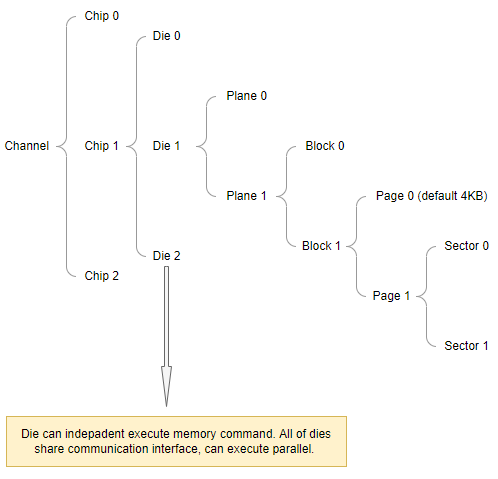 Chip 0
Die 0
Plane 0
Channel
Chip 1
Die 1
Block 0
Plane 1
Page 0 (default 4KB)
Block 1
Sector 0
Die 2
Chip 2
Page 1
Sector 1
Die can indepadent execute memory command. All of dies
share communication interface, can execute parallel.